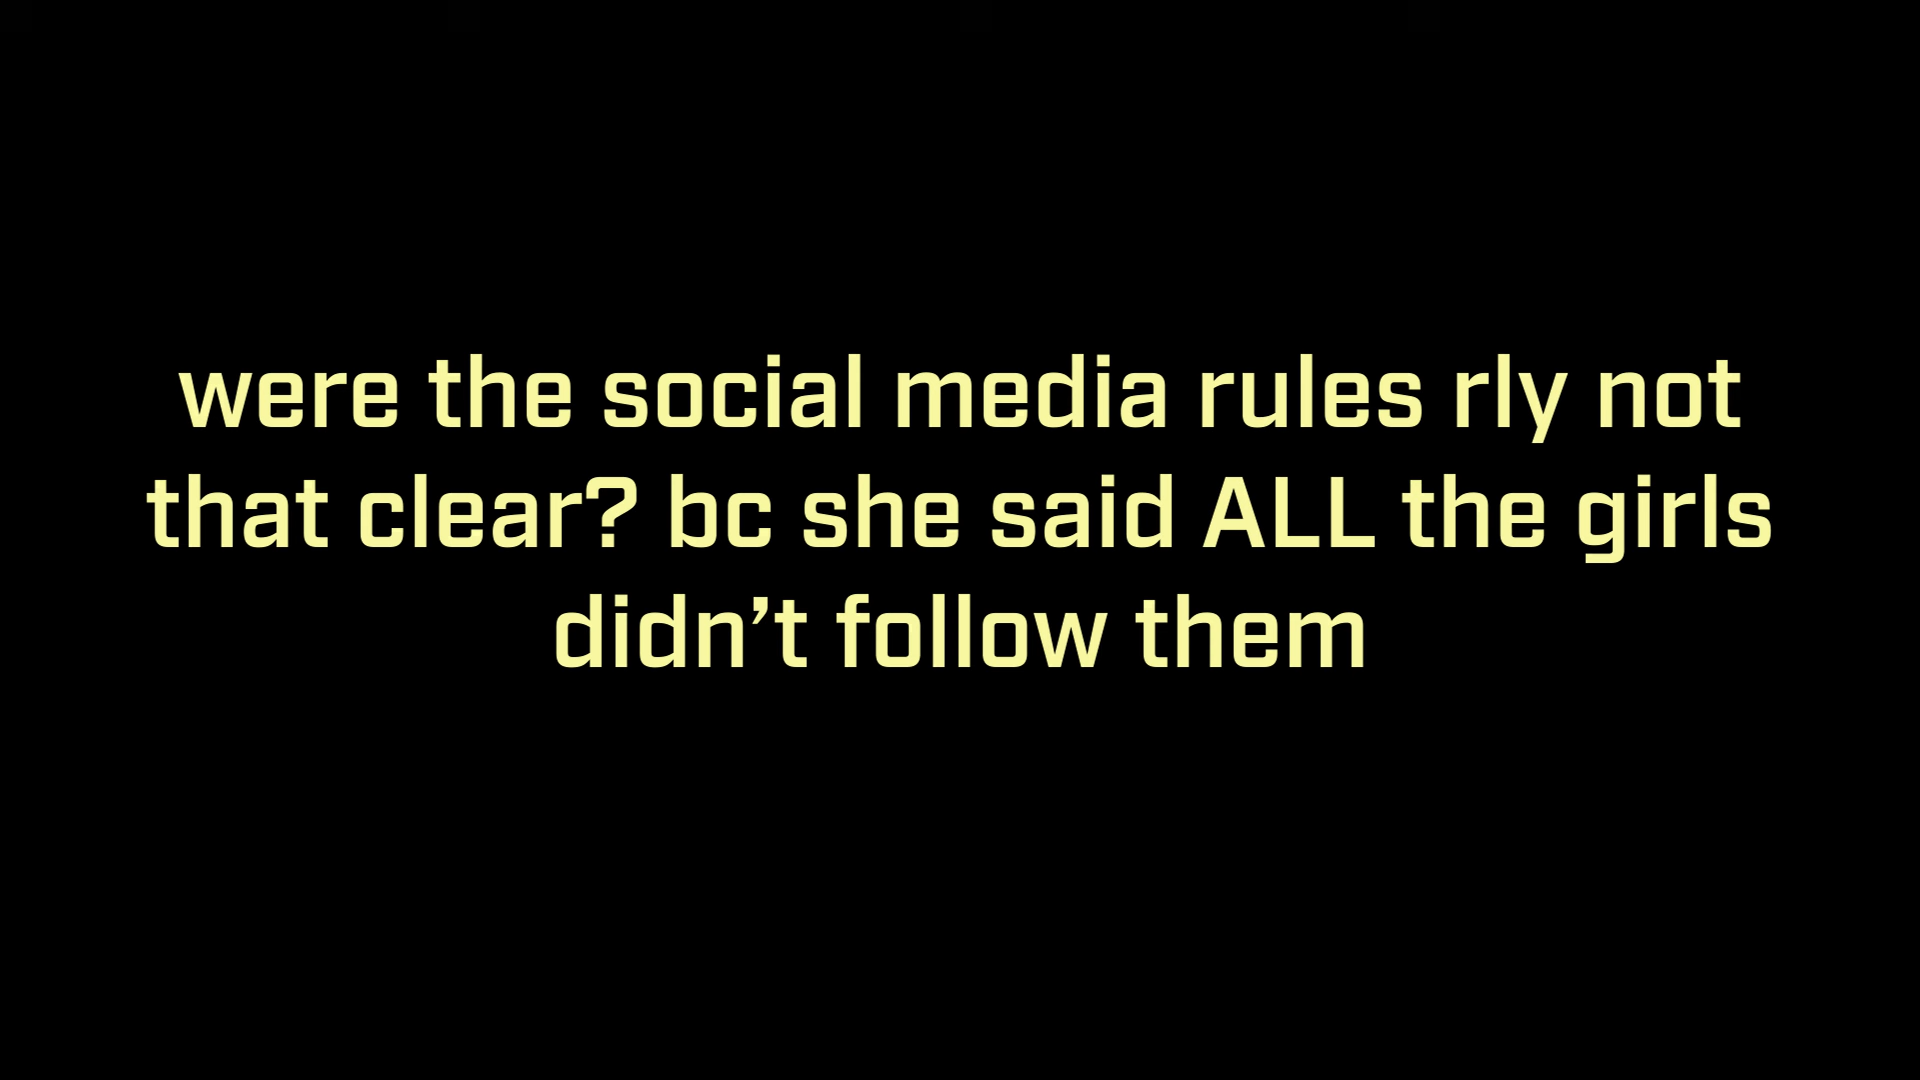 were the social media rules rly not
that clear? bc she said ALL the girls
didn’t follow them